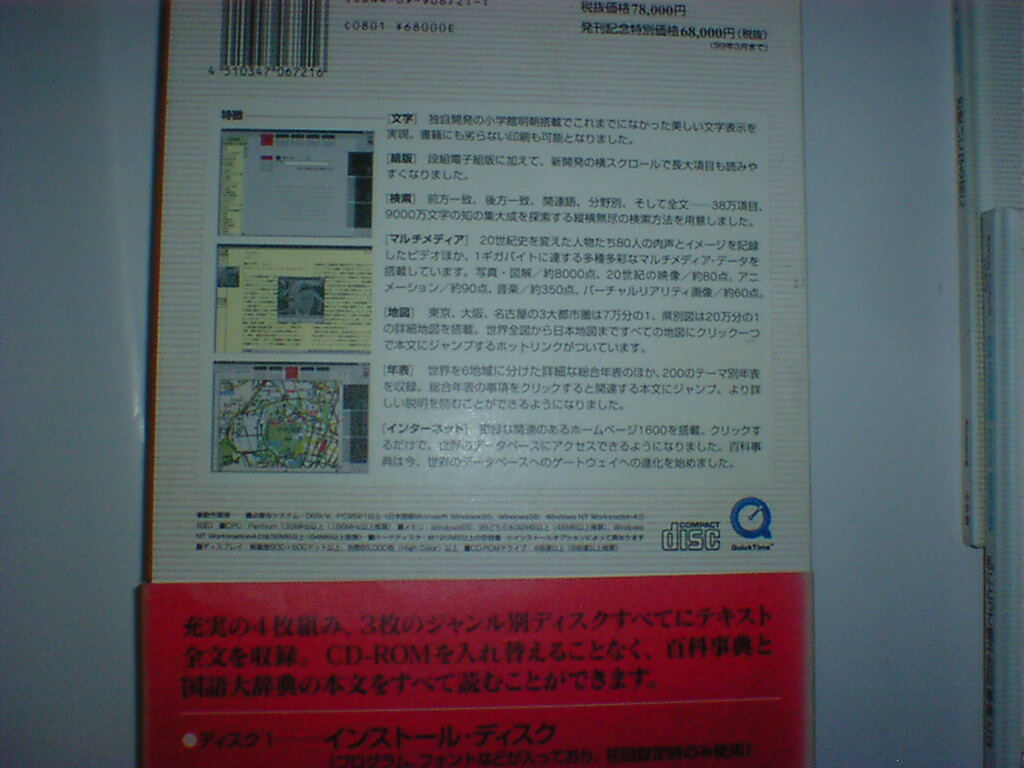 税抜価格78,000円
C0801 ¥68000E
発刊記念特別価格68,000円(税抜)
4 510347 067216
特徴
[文字] 独自開発の小学館明朝搭載でこれまでになかった美しい文字表示を
実現。書籍にも劣らない印刷も可能となりました。
[組版] 段組電子組版に加えて、新開発の横スクロールで長大項目も読みや
すくなりました。
[検索] 前方一致、後方一致、関連語、分野別、そして全文——38万項目、
9000万文字の知の集大成を探索する縦横無尽の検索方法を用意しました。
[マルチメディア] 20世紀史を変えた人物たち80人の肉声とイメージを記録
したビデオほか、1ギガバイトに達する多種多彩なマルチメディア・データを
搭載しています。写真・図解/約8000点、20世紀の映像/約80点、アニ
メーション/約90点、音楽/約350点、バーチャルリアリティ画像/約60点。
[地図] 東京、大阪、名古屋の3大都市圏は7万分の1、県別図は20万分の1
の詳細地図を搭載。世界全図から日本地図まですべての地図にクリック一つ
で本文にジャンプするホットリンクがついています。
[年表] 世界を6地域に分けた詳細な総合年表のほか、200のテーマ別年表
を収録。総合年表の事項をクリックすると関連する本文にジャンプ。より詳
しい説明を読むことができるようになりました。
[インターネット] 関連のあるホームページ1600を搭載。クリックす
るだけで、世界のデータベースにアクセスできるようになりました。百科事
典は今、世界のデータベースへのゲートウェイへの進化を始めました。
COMPACT
disc
QuickTime
充実の4枚組み、3枚のジャンル別ディスクすべてにテキスト
全文を収録。CD-ROMを入れ替えることなく、百科事典と
国語大辞典の本文をすべて読むことができます。
●ディスク1——インストール・ディスク
(プログラム、フォントなどが入っており、初回設定時のみ使用)